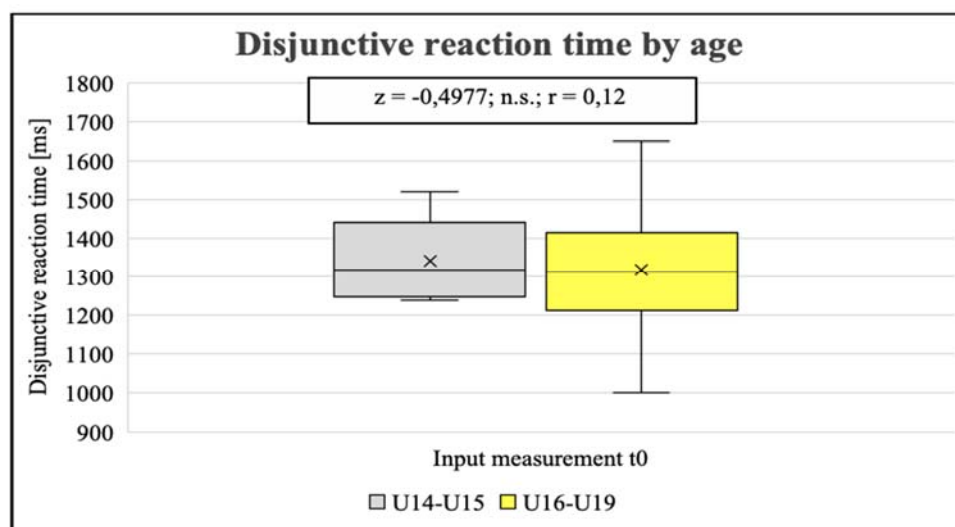 Disjunctive reaction time by age
z = -0,4977; n.s.; r = 0,12
Disjunctive reaction time [ms]
1800
1700
1600
1500
1400
1300
1200
1100
1000
900
Input measurement t0
U14-U15 U16-U19